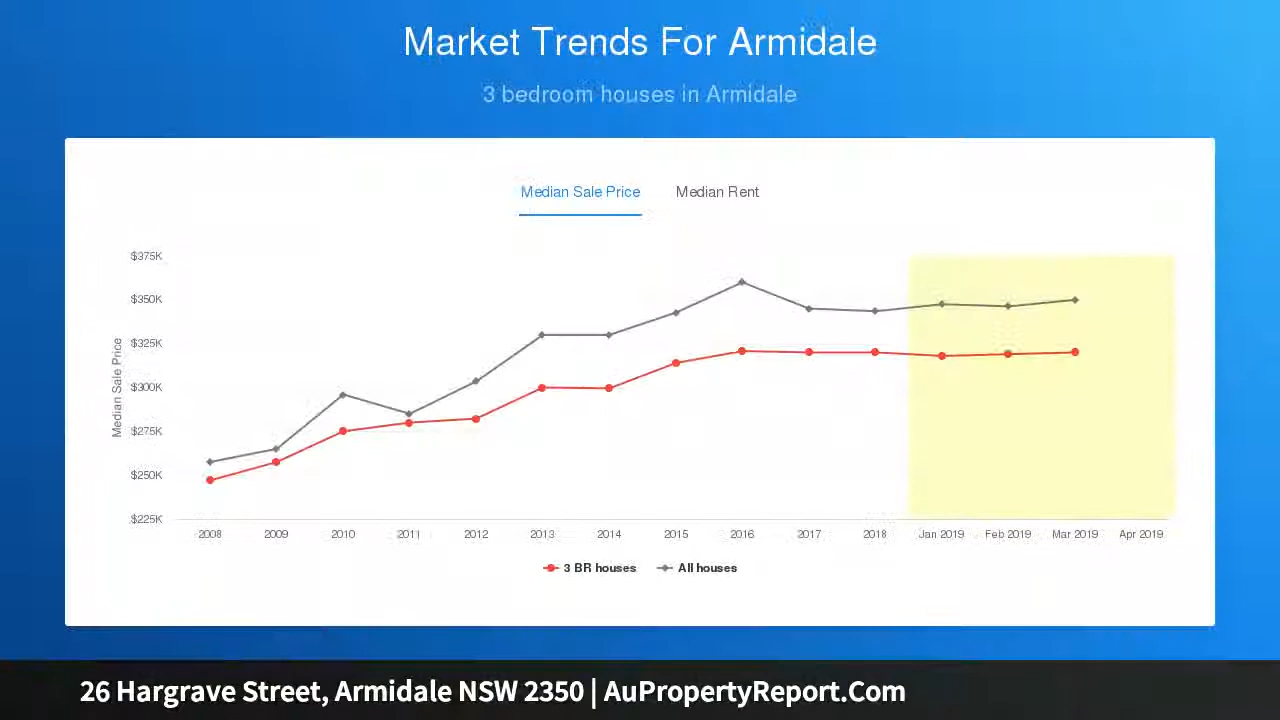 Market Trends For Armidale
3 bedroom houses in Armidale
Median Sale Price Median Rent
Median Sale Price
$375K
$350K
$325K
$300K
$275K
$250K
$225K
2008 2009 2010 2011 2012 2013 2014 2015 2016 2017 2018 Jan 2019 Feb 2019 Mar 2019 Apr 2019
3 BR houses All houses
26 Hargrave Street, Armidale NSW 2350 | AuPropertyReport.Com